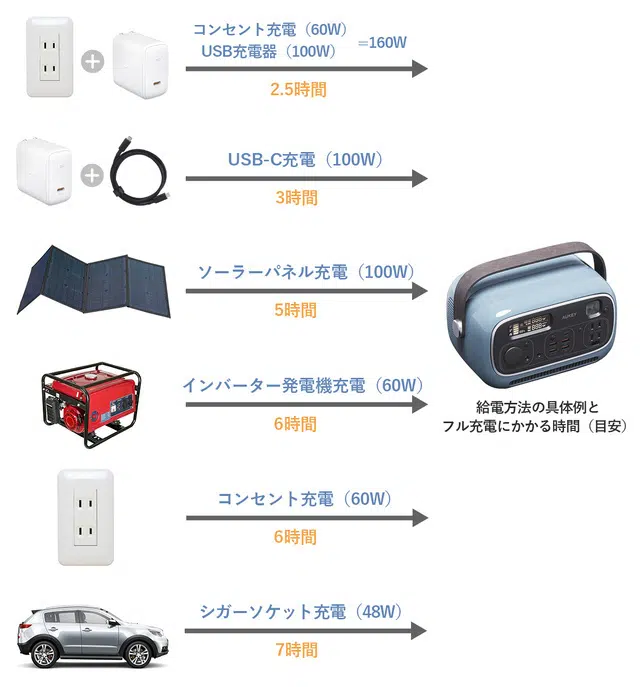 コンセント充電（60W）
USB充電器（100W）
=160W
2.5時間
USB-C充電（100W）
3時間
ソーラーパネル充電（100W）
5時間
AUKEY
インバーター発電機充電（60W）
6時間
給電方法の具体例と
フル充電にかかる時間（目安）
コンセント充電（60W）
6時間
シガーソケット充電（48W）
7時間